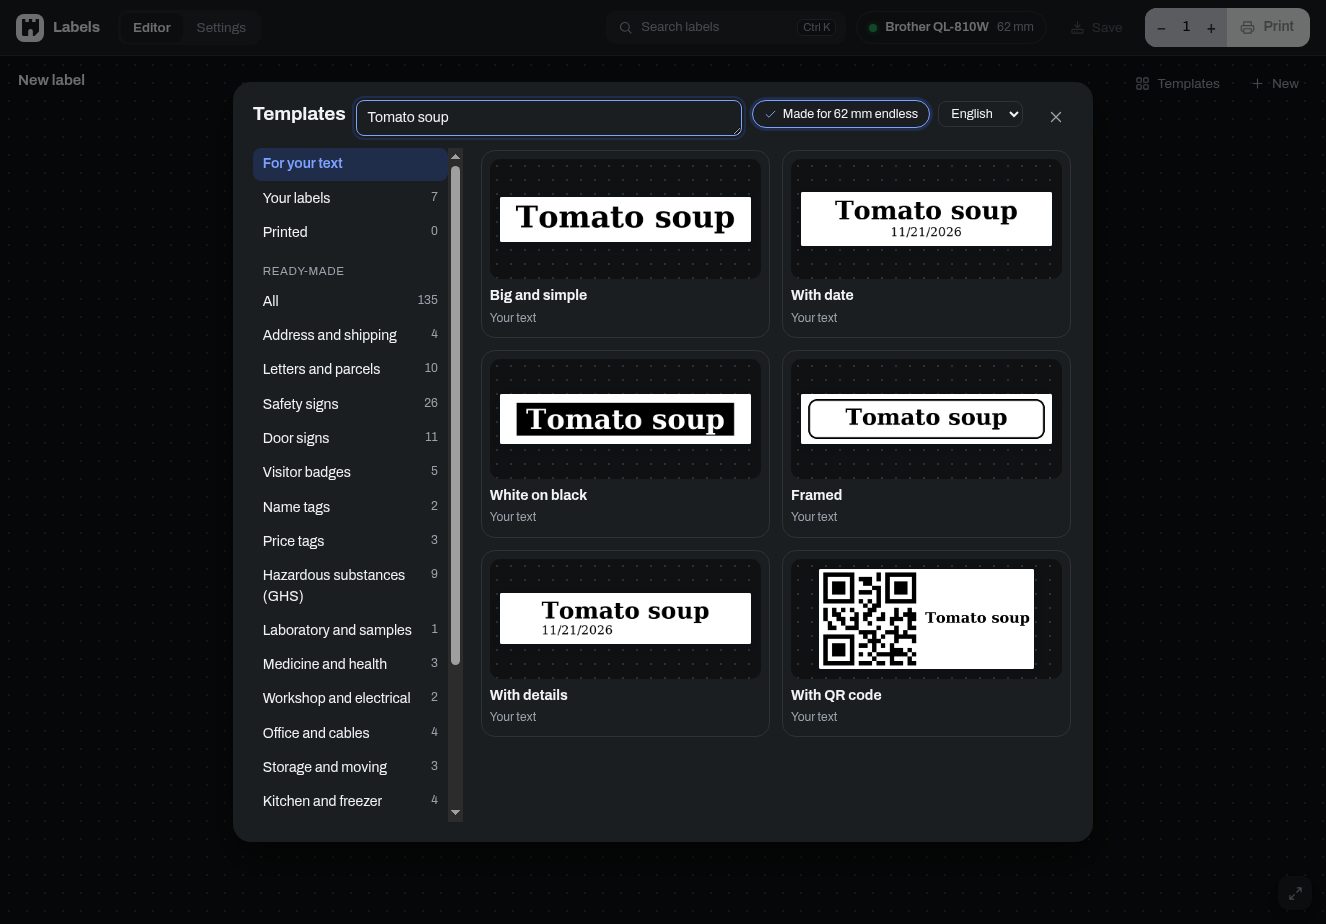 Labels
Editor
Settings
Search labels
Ctrl K
Brother QL-810W 62 mm
Save
− 1 +
Print
New label
Templates
New
Templates
Tomato soup
Made for 62 mm endless
English
For your text
Your labels 7
Printed 0
READY-MADE
All 135
Address and shipping 4
Letters and parcels 10
Safety signs 26
Door signs 11
Visitor badges 5
Name tags 2
Price tags 3
Hazardous substances 9
(GHS)
Laboratory and samples 1
Medicine and health 3
Workshop and electrical 2
Office and cables 4
Storage and moving 3
Kitchen and freezer 4
Tomato soup
Big and simple
Your text
Tomato soup
11/21/2026
With date
Your text
Tomato soup
White on black
Your text
Tomato soup
Framed
Your text
Tomato soup
11/21/2026
With details
Your text
Tomato soup
With QR code
Your text